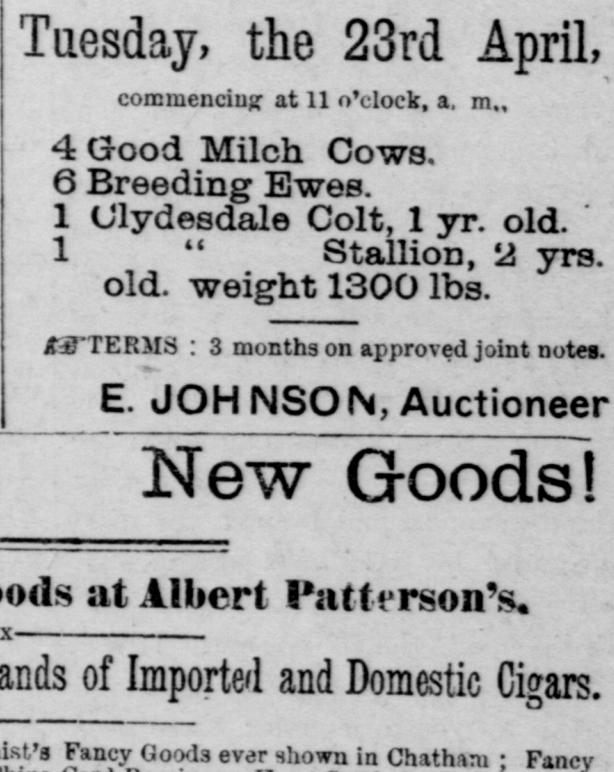 Tuesday, the 23rd April,
commencing at 11 o'clock, a. m.,
4 Good Milch Cows.
6 Breeding Ewes.
1 Clydesdale Colt, 1 yr. old.
1 " Stallion, 2 yrs.
old. weight 1300 lbs.
TERMS : 3 months on approved joint notes.
E. JOHNSON, Auctioneer
New Goods!
ods at Albert Patterson's.
x
ands of Imported and Domestic Cigars.
ist's Fancy Goods ever shown in Chatham ; Fancy